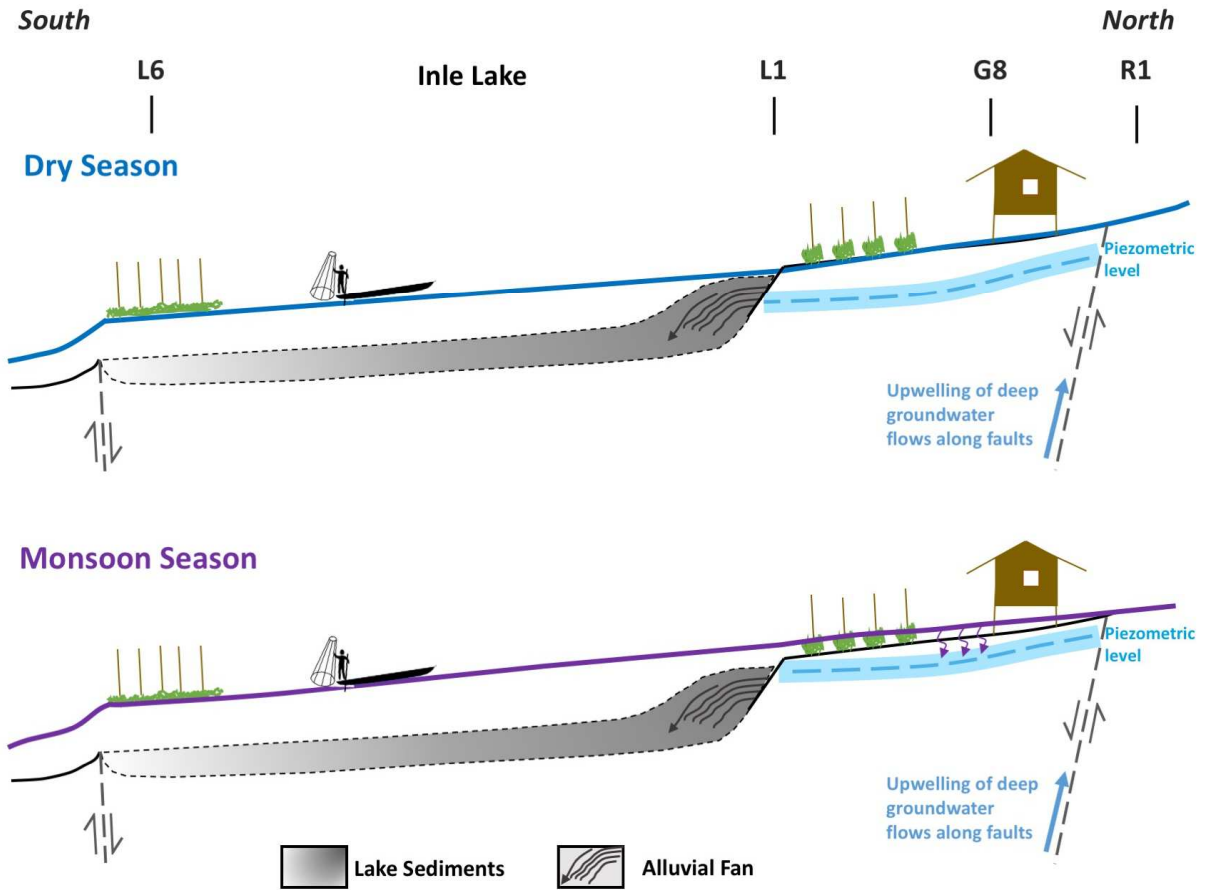 South
North
L6
Inle Lake
L1
G8
R1
Dry Season
Piezometric
level
Upwelling of deep
groundwater
flows along faults
Monsoon Season
Piezometric
level
Upwelling of deep
groundwater
flows along faults
Lake Sediments
Alluvial Fan